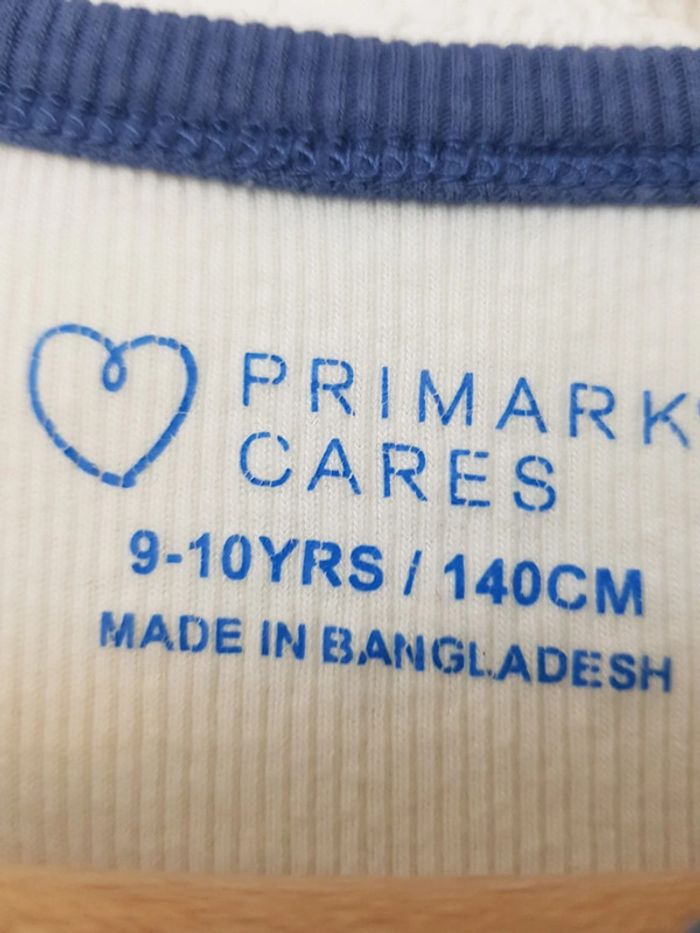 PRIMARK
CARES
9-10YRS / 140CM
MADE IN BANGLADESH